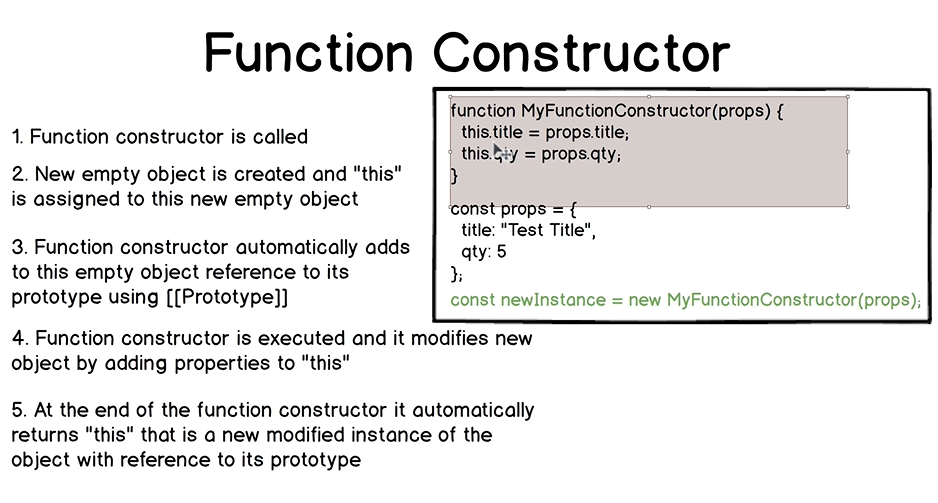 Function Constructor
1. Function constructor is called
2. New empty object is created and "this"
is assigned to this new empty object
3. Function constructor automatically adds
to this empty object reference to its
prototype using [[Prototype]]
4. Function constructor is executed and it modifies new
object by adding properties to "this"
5. At the end of the function constructor it automatically
returns "this" that is a new modified instance of the
object with reference to its prototype
function MyFunctionConstructor(props) {
this.title = props.title;
this.qty = props.qty;
}
const props = {
title: "Test Title",
qty: 5
};
const newInstance = new MyFunctionConstructor(props);